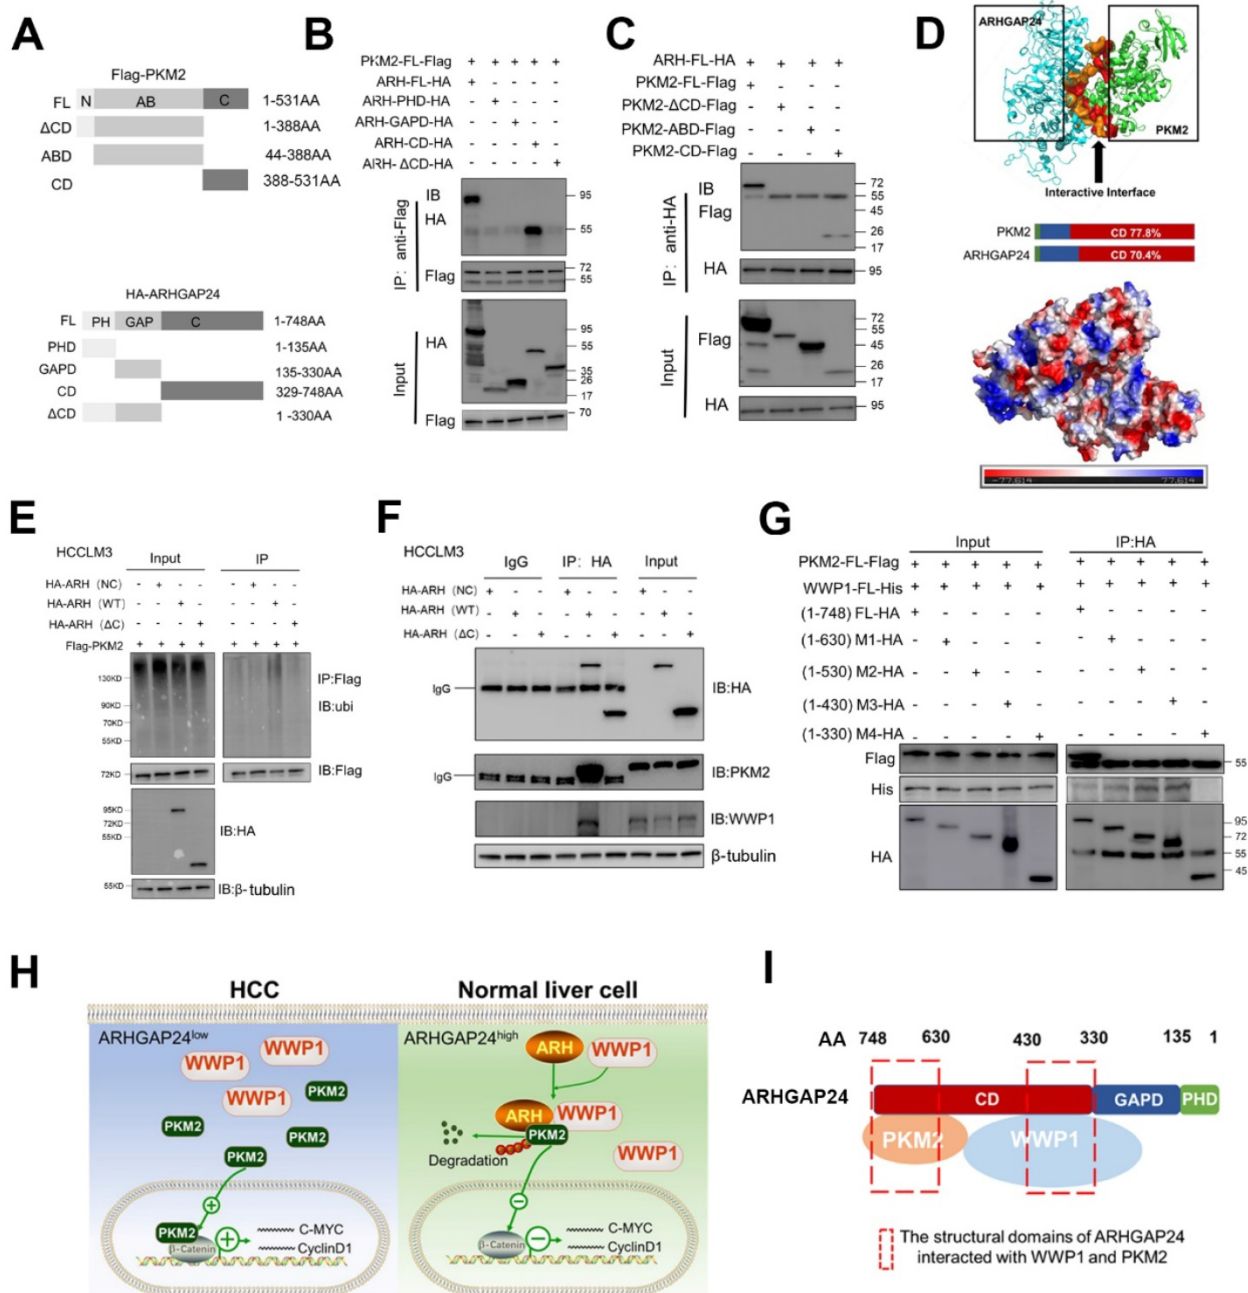 A
Flag-PKM2
FL N AB C 1-531AA
ΔCD 1-388AA
ABD 44-388AA
CD 388-531AA
HA-ARHGAP24
FL PH GAP C 1-748AA
PHD 1-135AA
GAPD 135-330AA
CD 329-748AA
ΔCD 1 -330AA
B
PKM2-FL-Flag + + + + +
ARH-FL-HA + - - - -
ARH-PHD-HA - + - - -
ARH-GAPD-HA - - + - -
ARH-CD-HA - - - + -
ARH- ΔCD-HA - - - - +
IP: anti-Flag
IB
HA
95
55
Flag
72
55
Input
HA
95
55
35
26
17
Flag
70
C
ARH-FL-HA + + + +
PKM2-FL-Flag + - - -
PKM2-ΔCD-Flag - + - -
PKM2-ABD-Flag - - + -
PKM2-CD-Flag - - - +
IP: anti-HA
IB
Flag
72
55
45
26
17
HA
95
Input
Flag
72
55
45
26
17
HA
95
D
ARHGAP24
PKM2
Interactive Interface
PKM2 CD 77.8%
ARHGAP24 CD 70.4%
-77.614 77.614
E
HCCLM3
Input IP
HA-ARH (NC) - + - - - + - -
HA-ARH (WT) - - + - - - + -
HA-ARH (ΔC) - - - + - - - +
Flag-PKM2 + + + + + + + +
130KD
90KD
70KD
55KD
IP:Flag
IB:ubi
72KD
IB:Flag
95KD
72KD
55KD
IB:HA
55KD
IB:β- tubulin
F
HCCLM3
IgG IP: HA Input
HA-ARH (NC) + - - + - - + - -
HA-ARH (WT) - + - - + - - + -
HA-ARH (ΔC) - - + - - + - - +
IgG
IB:HA
IgG
IB:PKM2
IB:WWP1
β-tubulin
G
Input IP:HA
PKM2-FL-Flag + + + + + + + + + +
WWP1-FL-His + + + + + + + + + +
(1-748) FL-HA + - - - - + - - - -
(1-630) M1-HA - + - - - - + - - -
(1-530) M2-HA - - + - - - - + - -
(1-430) M3-HA - - - + - - - - + -
(1-330) M4-HA - - - - + - - - - +
Flag
55
His
HA
95
72
55
45
H
HCC
Normal liver cell
ARHGAP24low
WWP1
WWP1
WWP1
PKM2
PKM2
PKM2
PKM2
PKM2
β-Catenin
C-MYC
CyclinD1
ARHGAP24high
ARH
WWP1
ARH
WWP1
PKM2
Degradation
WWP1
β-Catenin
C-MYC
CyclinD1
I
AA 748 630 430 330 135 1
ARHGAP24 CD GAPD PHD
PKM2 WWP1
The structural domains of ARHGAP24
interacted with WWP1 and PKM2